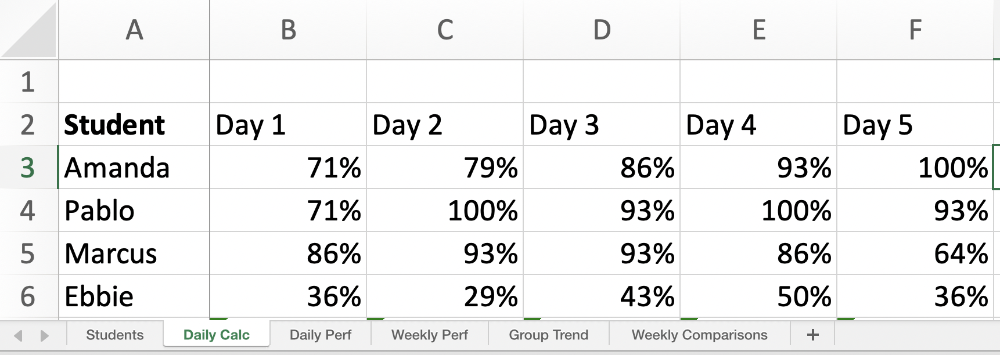 A B C D E F
1
2 Student Day 1 Day 2 Day 3 Day 4 Day 5
3 Amanda 71% 79% 86% 93% 100%
4 Pablo 71% 100% 93% 100% 93%
5 Marcus 86% 93% 93% 86% 64%
6 Ebbie 36% 29% 43% 50% 36%
Students Daily Calc Daily Perf Weekly Perf Group Trend Weekly Comparisons +